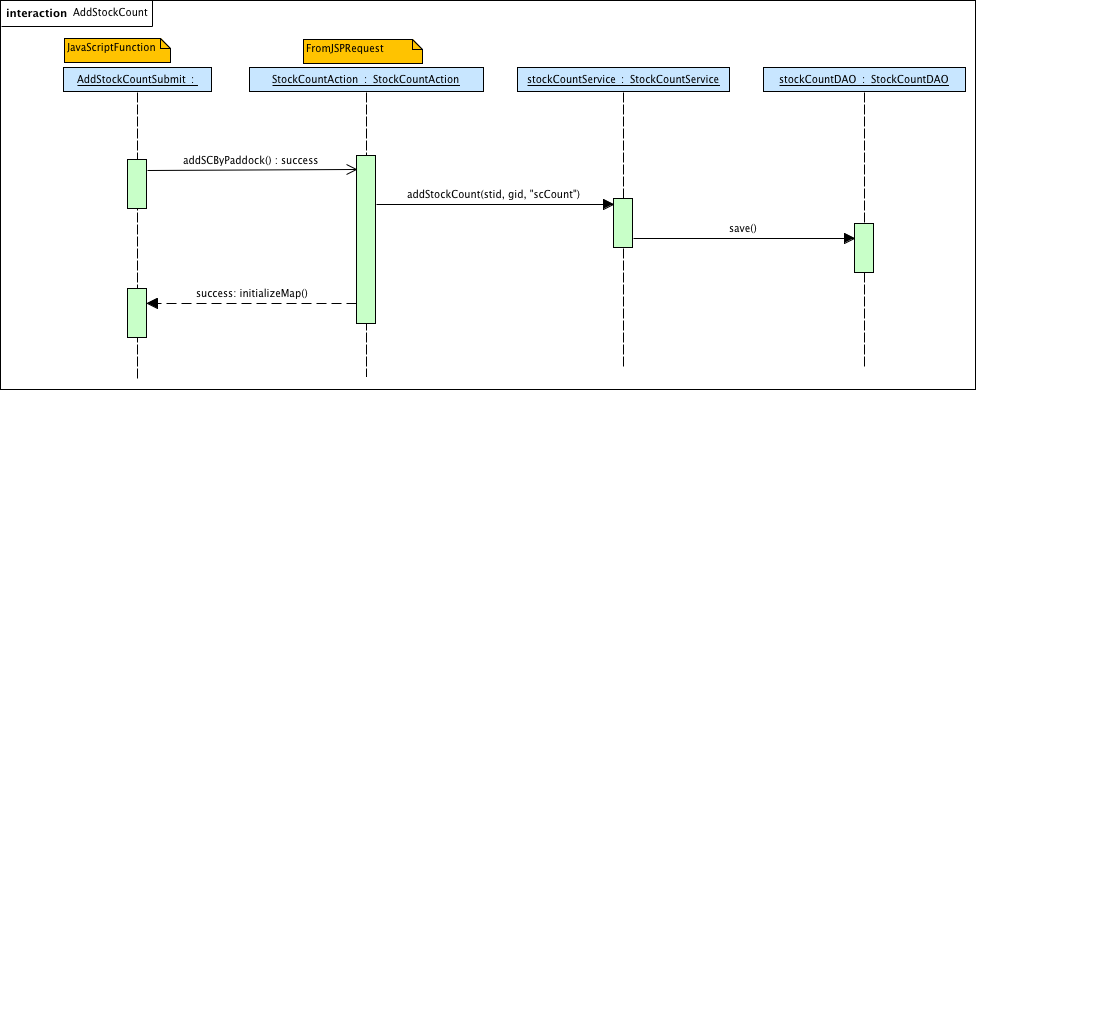 interaction AddStockCount
JavaScriptFunction
FromJSPRequest
AddStockCountSubmit :
StockCountAction : StockCountAction
stockCountService : StockCountService
stockCountDAO : StockCountDAO
addSCByPaddock() : success
addStockCount(stid, gid, "scCount")
save()
success: initializeMap()